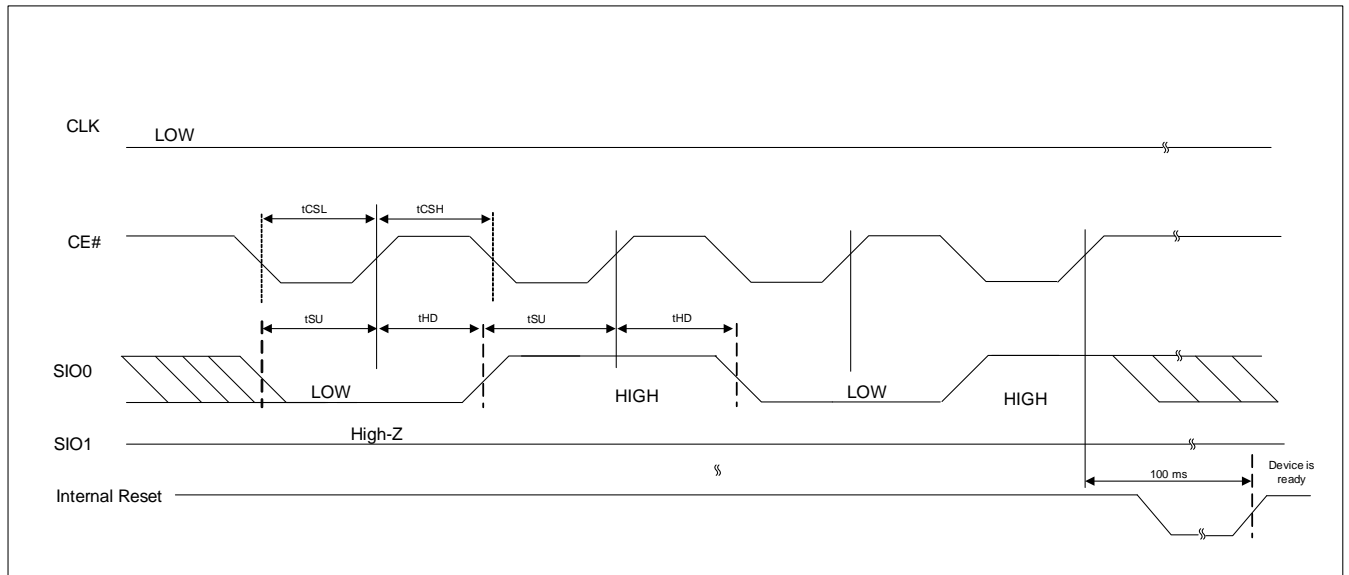 CLK
LOW
tCSL
tCSH
CE#
tSU
tHD
tSU
tHD
SIO0
LOW
HIGH
LOW
HIGH
High-Z
SIO1
Internal Reset
100 ms
Device is
ready